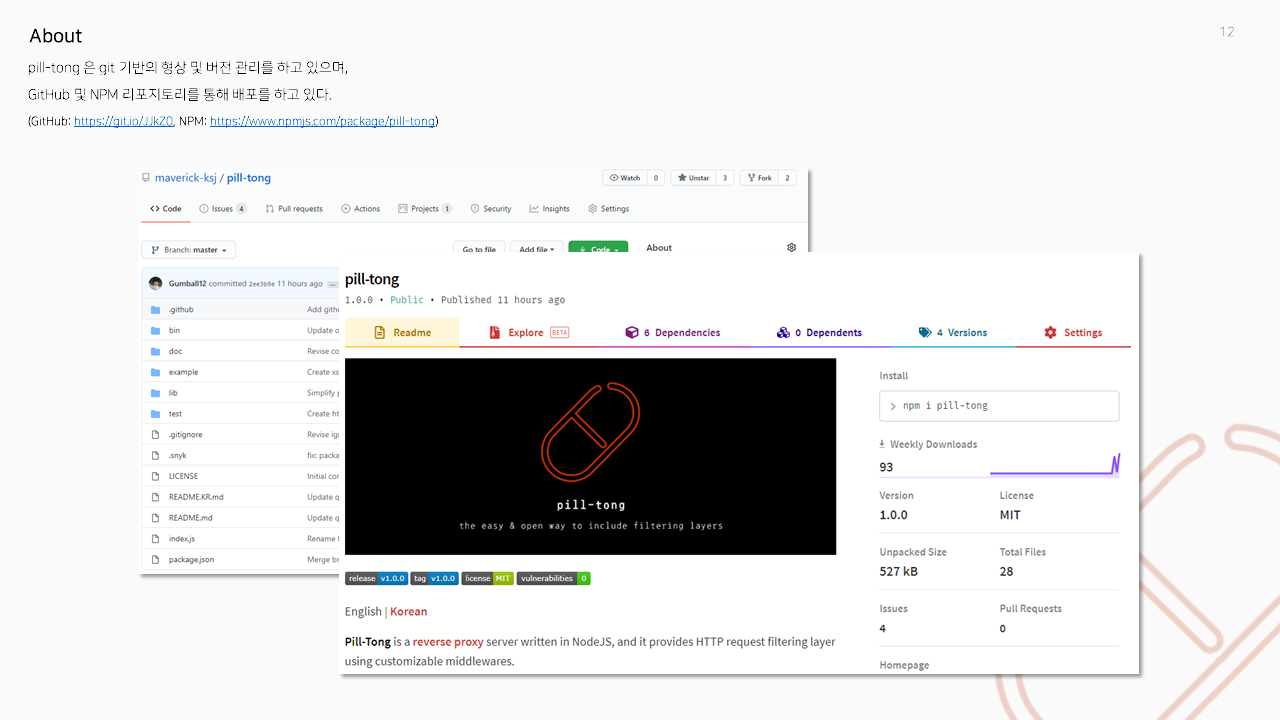 About
12
pill-tong 은 git 기반의 형상 및 버전 관리를 하고 있으며,
GitHub 및 NPM 리포지토리를 통해 배포를 하고 있다.
(GitHub: https://git.io/JJkZ0, NPM: https://www.npmjs.com/package/pill-tong)
maverick-ksj / pill-tong
Watch 0 Unstar 3 Fork 2
Code Issues 4 Pull requests Actions Projects 1 Security Insights Settings
Branch: master Go to file Add file Code About
Gumball12 committed 2ee3b9e 11 hours ago
.github Add gith
bin Update
doc Revise co
example Create xs
lib Simplify
test Create ht
.gitignore Revise ig
.snyk fix: packa
LICENSE Initial con
README.KR.md Update
README.md Update
index.js Rename
package.json Merge br
pill-tong
1.0.0 • Public • Published 11 hours ago
Readme Explore BETA 6 Dependencies 0 Dependents 4 Versions Settings
pill-tong
the easy & open way to include filtering layers
release v1.0.0 tag v1.0.0 license MIT vulnerabilities 0
English | Korean
Pill-Tong is a reverse proxy server written in NodeJS, and it provides HTTP request filtering layer
using customizable middlewares.
Install
> npm i pill-tong
Weekly Downloads
93
Version License
1.0.0 MIT
Unpacked Size Total Files
527 kB 28
Issues Pull Requests
4 0
Homepage